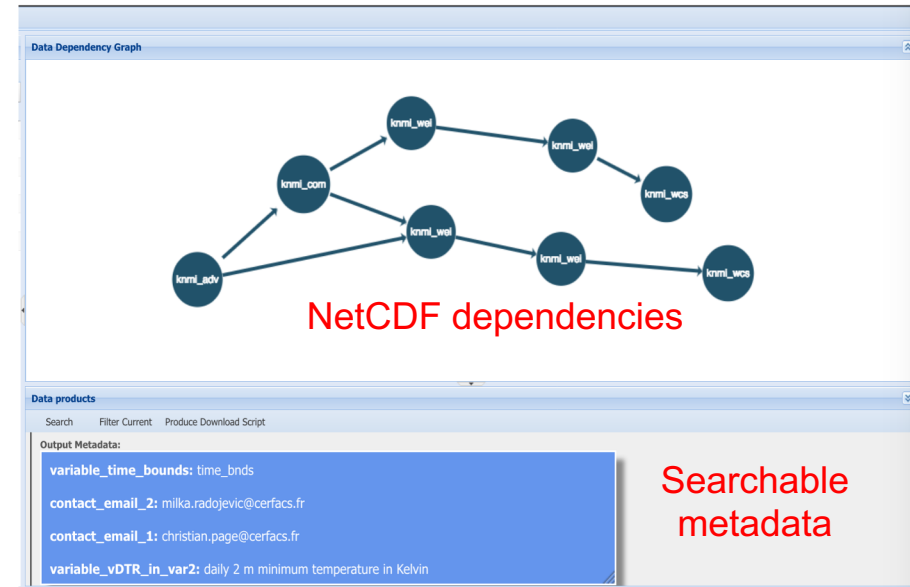 Data Dependency Graph
knmi_wei
knmi_wei
knmi_com
knmi_wcs
knmi_wei
knmi_wei
knmi_wcs
knmi_adv
NetCDF dependencies
Data products
Search Filter Current Produce Download Script
Output Metadata:
variable_time_bounds: time_bnds
contact_email_2: milka.radojevic@cerfacs.fr
contact_email_1: christian.page@cerfacs.fr
variable_vDTR_in_var2: daily 2 m minimum temperature in Kelvin
Searchable
metadata